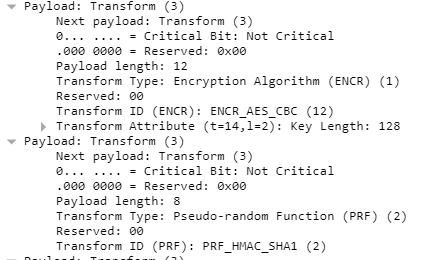 Payload: Transform (3)
Next payload: Transform (3)
0... .... = Critical Bit: Not Critical
.000 0000 = Reserved: 0x00
Payload length: 12
Transform Type: Encryption Algorithm (ENCR) (1)
Reserved: 00
Transform ID (ENCR): ENCR_AES_CBC (12)
Transform Attribute (t=14,l=2): Key Length: 128
Payload: Transform (3)
Next payload: Transform (3)
0... .... = Critical Bit: Not Critical
.000 0000 = Reserved: 0x00
Payload length: 8
Transform Type: Pseudo-random Function (PRF) (2)
Reserved: 00
Transform ID (PRF): PRF_HMAC_SHA1 (2)
Payload: Transform (3)